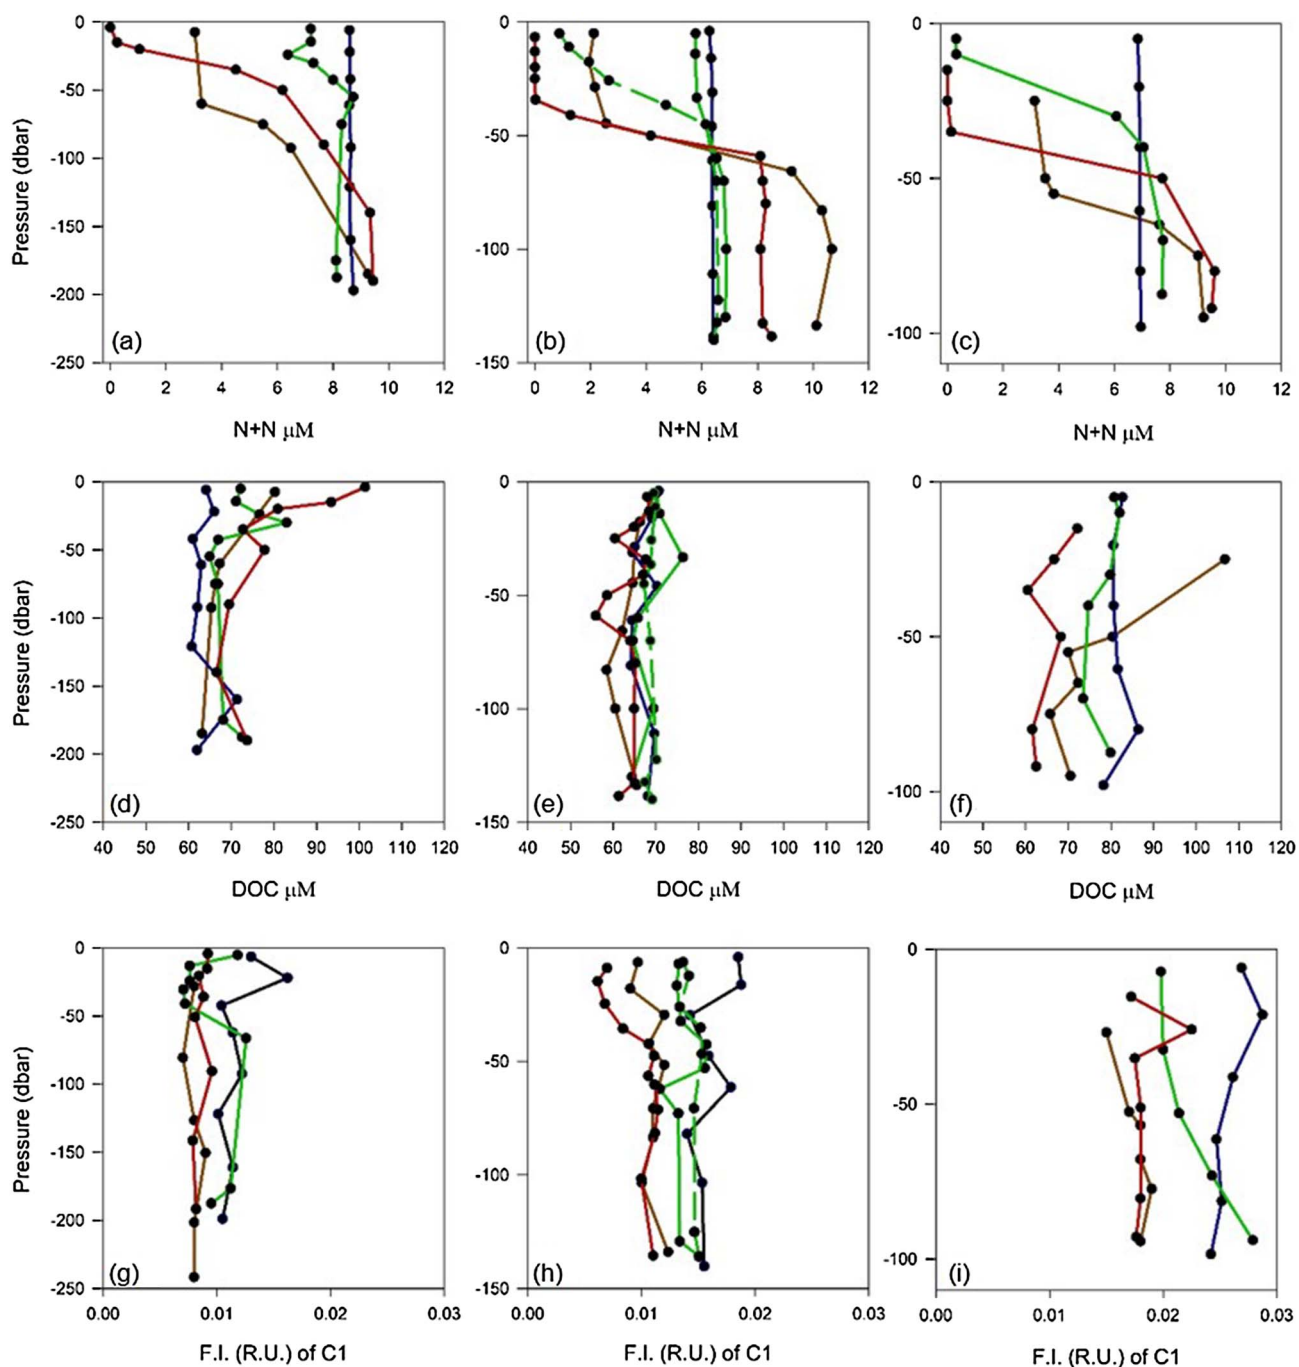 0
-50
-100
-150
-200
-250
Pressure (dbar)
(a)
0 2 4 6 8 10 12
N+N μM
0
-50
-100
-150
(b)
0 2 4 6 8 10 12
N+N μM
0
-50
-100
(c)
0 2 4 6 8 10 12
N+N μM
0
-50
-100
-150
-200
-250
Pressure (dbar)
(d)
40 50 60 70 80 90 100 110 120
DOC μM
0
-50
-100
-150
(e)
40 50 60 70 80 90 100 110 120
DOC μM
0
-50
-100
(f)
40 50 60 70 80 90 100 110 120
DOC μM
0
-50
-100
-150
-200
-250
Pressure (dbar)
(g)
0.00 0.01 0.02 0.03
F.I. (R.U.) of C1
0
-50
-100
-150
(h)
0.00 0.01 0.02 0.03
F.I. (R.U.) of C1
0
-50
-100
(i)
0.00 0.01 0.02 0.03
F.I. (R.U.) of C1